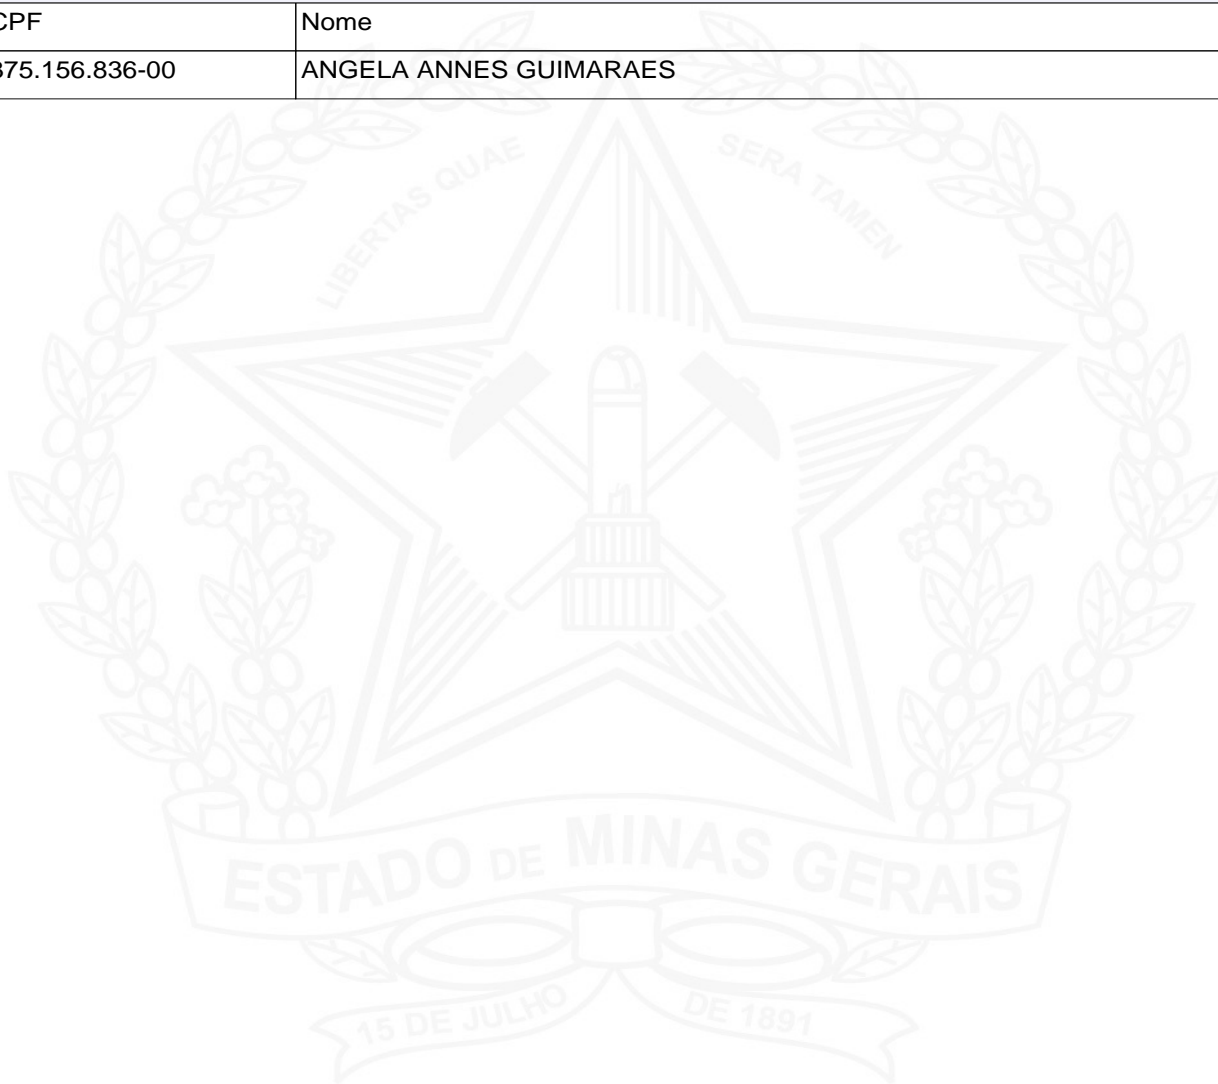 CPF Nome
375.156.836-00 ANGELA ANNES GUIMARAES
LIBERTAS QUAE SERA TAMEN
ESTADO DE MINAS GERAIS
15 DE JULHO DE 1891